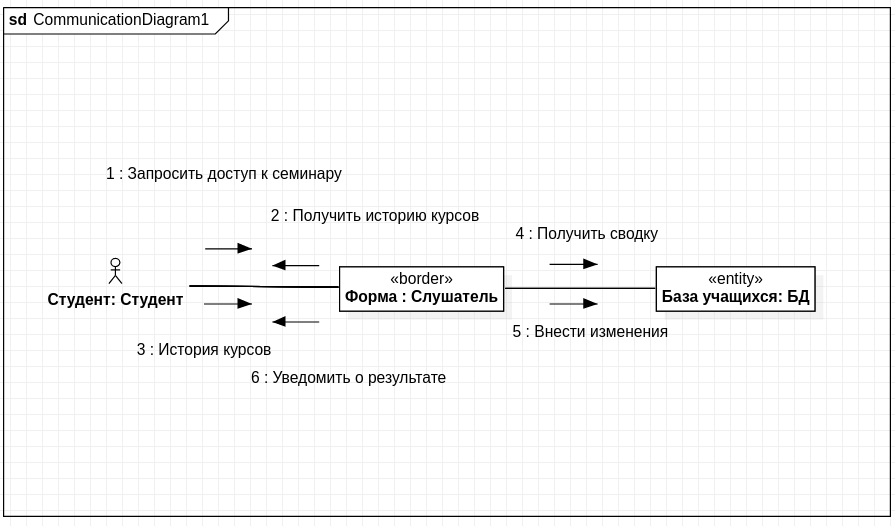 sd CommunicationDiagram1
1 : Запросить доступ к семинару
2 : Получить историю курсов
4 : Получить сводку
«border»
Форма : Слушатель
«entity»
База учащихся: БД
Студент: Студент
5 : Внести изменения
3 : История курсов
6 : Уведомить о результате